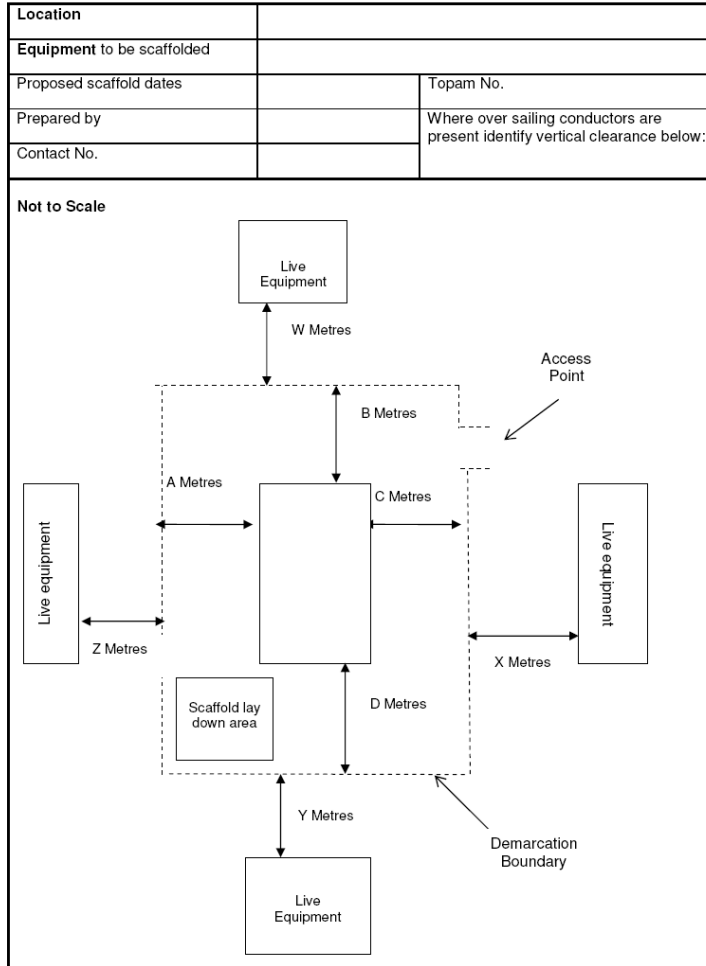 Location
Equipment to be scaffolded
Proposed scaffold dates
Topam No.
Prepared by
Where over sailing conductors are
present identify vertical clearance below:
Contact No.
Not to Scale
Live
Equipment
W Metres
Access
Point
B Metres
A Metres
C Metres
Live equipment
Live equipment
Z Metres
X Metres
Scaffold lay
down area
D Metres
Y Metres
Demarcation
Boundary
Live
Equipment